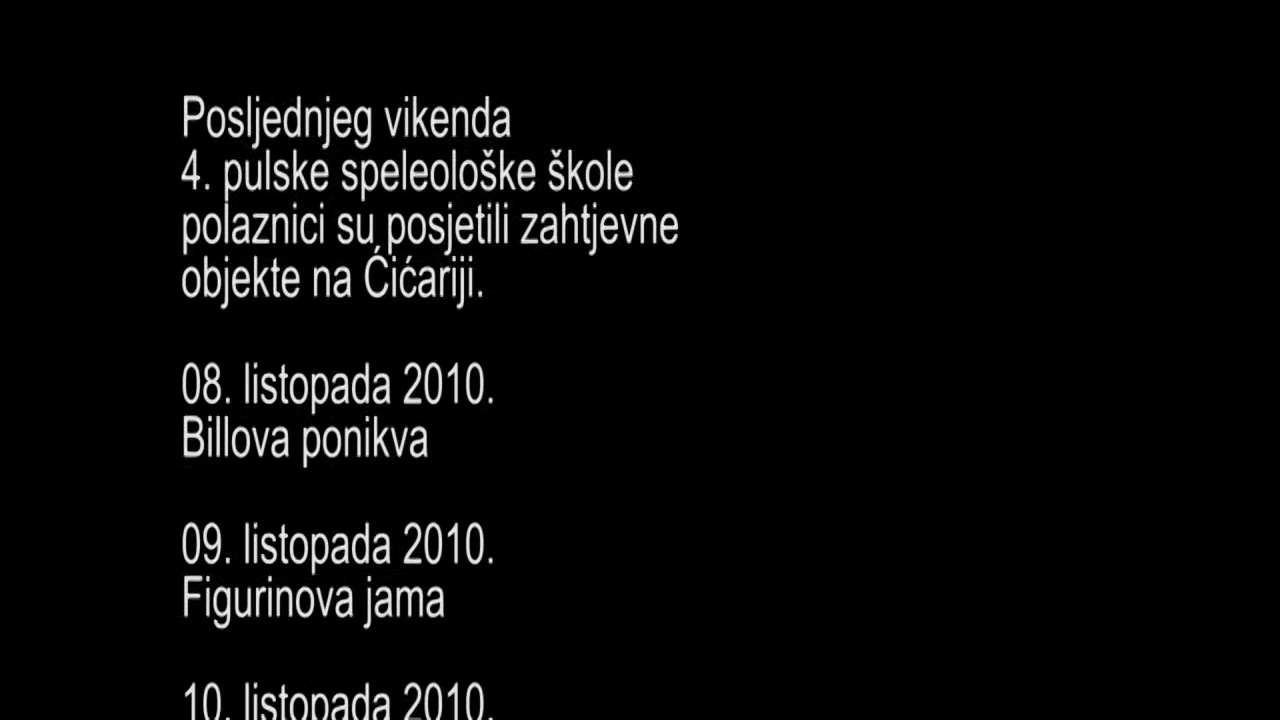 Posljednjeg vikenda
4. pulske speleološke škole
polaznici su posjetili zahtjevne
objekte na Ćićariji.
08. listopada 2010.
Billova ponikva
09. listopada 2010.
Figurinova jama
10. listopada 2010.